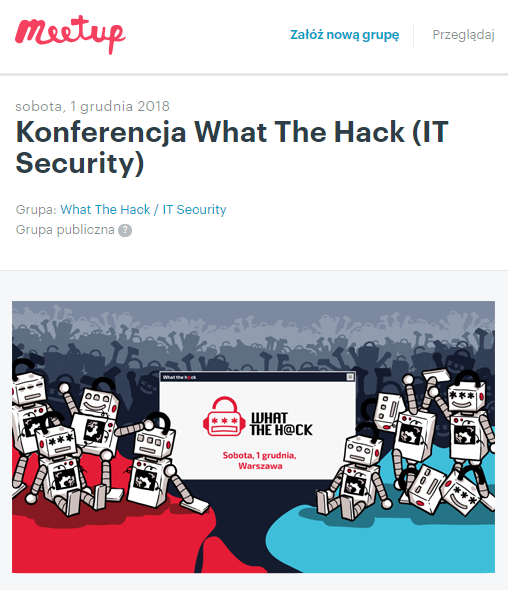 meetup
Załóż nową grupę
Przeglądaj
sobota, 1 grudnia 2018
Konferencja What The Hack (IT
Security)
Grupa: What The Hack / IT Security
Grupa publiczna ?
What the h@ck
WHAT
THE H@CK
Sobota, 1 grudnia,
Warszawa